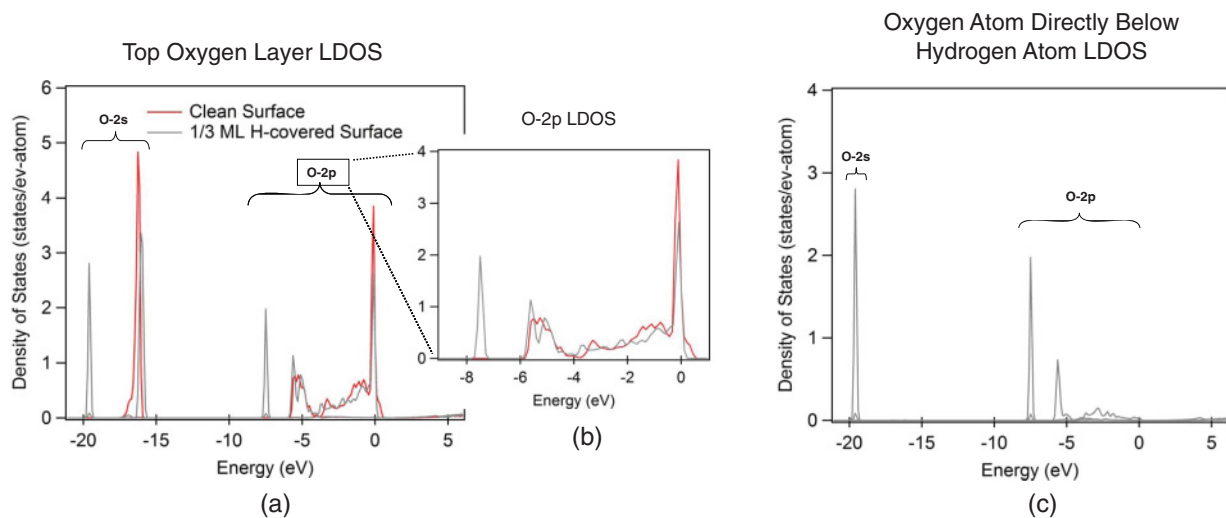 Top Oxygen Layer LDOS
6
5
4
3
2
1
0
Density of States (states/ev-atom)
O-2s
Clean Surface
1/3 ML H-covered Surface
O-2p
-20
-15
-10
-5
0
5
Energy (eV)
(a)
O-2p LDOS
4
3
2
1
0
-8
-6
-4
-2
0
Energy (eV)
(b)
Oxygen Atom Directly Below
Hydrogen Atom LDOS
4
3
2
1
0
Density of States (states/ev-atom)
O-2s
O-2p
-20
-15
-10
-5
0
5
Energy (eV)
(c)